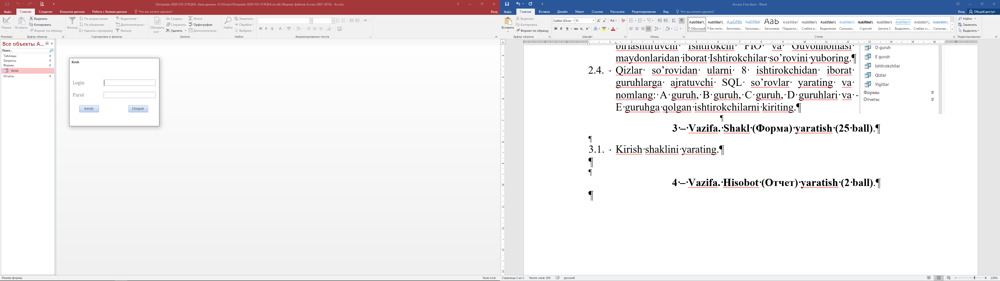 Olimpiada-2020-FIO-O'RQKA : база данных- E:\Olimp\Olimpiada-2020-FIO-O'RQKA.accdb (Формат файлов Access 2007–2016) - Access
Файл Главная Создание Внешние данные Работа с базами данных Что вы хотите сделать? Вход
Режим
Режимы
Вставить
Вырезать
Копировать
Формат по образцу
Буфер обмена
Фильтр
По возрастанию
По убыванию
Удалить сортировку
Выделение
Дополнительно
Фильтр
Сортировка и фильтр
Обновить все
Создать
Сохранить
Удалить
Итоги
Орфография
Дополнительно
Записи
Найти
Заменить
Перейти
Выбрать
Найти
Ж К Ч
Форматирование текста
Все объекты A...
Поиск...
Таблицы
Запросы
Формы
Kirish
Отчеты
Kirish
Login
Parol
Kirish Chiqish
Режим формы
Num Lock
Access 3 tur.docx - Word
Файл Главная Вставка Дизайн Макет Ссылки Рассылки Рецензирование Вид Что вы хотите сделать? Вход Общий доступ
Вставить
Вырезать
Копировать
Формат по образцу
Буфер обмена
Calibri (Оснс 11
Ж К Ч abc x₂ x²
Шрифт
Абзац
АаБбВвГг, АаБбВвГг, АаБбВı АаБбВвГ Аab АаБбВвГ АаБбВвГг АаБбВвГг АаБбВвГг АаБбВвГг, АаБбВвГг АаБбВвГг, АаБбВвГг, АаБбВвГг,
¶ Обычный ¶ Без инте... Заголово... Заголово... Заголовок Подзагол... Слабое в... Выделение Сильное... Строгий Цитата 2 Выделенн... Слабая сс... Сильная...
Стили
Найти
Заменить
Выделить
Редактирование
birlashtiruvchi Ishtirokchi FIO va Guvohnomasi
maydonlaridan iborat Ishtirokchilar so’rovini yuboring.¶
2.4. Qizlar so’rovidan ularni 8 ishtirokchidan iborat
guruhlarga ajratuvchi SQL so’rovlar yarating va
nomlang: A guruh, B guruh, C guruh, D guruhlari va
E guruhga qolgan ishtirokchilarni kiriting.¶
D guruh
E guruh
Ishtirokchilar
Qizlar
Yigitlar
Формы
Отчеты
¶
3 – Vazifa. Shakl (Форма) yaratish (25 ball).¶
¶
3.1. Kirish shaklini yarating.¶
¶
¶
4 – Vazifa. Hisobot (Отчет) yaratish (2 ball).¶
¶
Страница 2 из 2 Число слов: 293 русский
220%